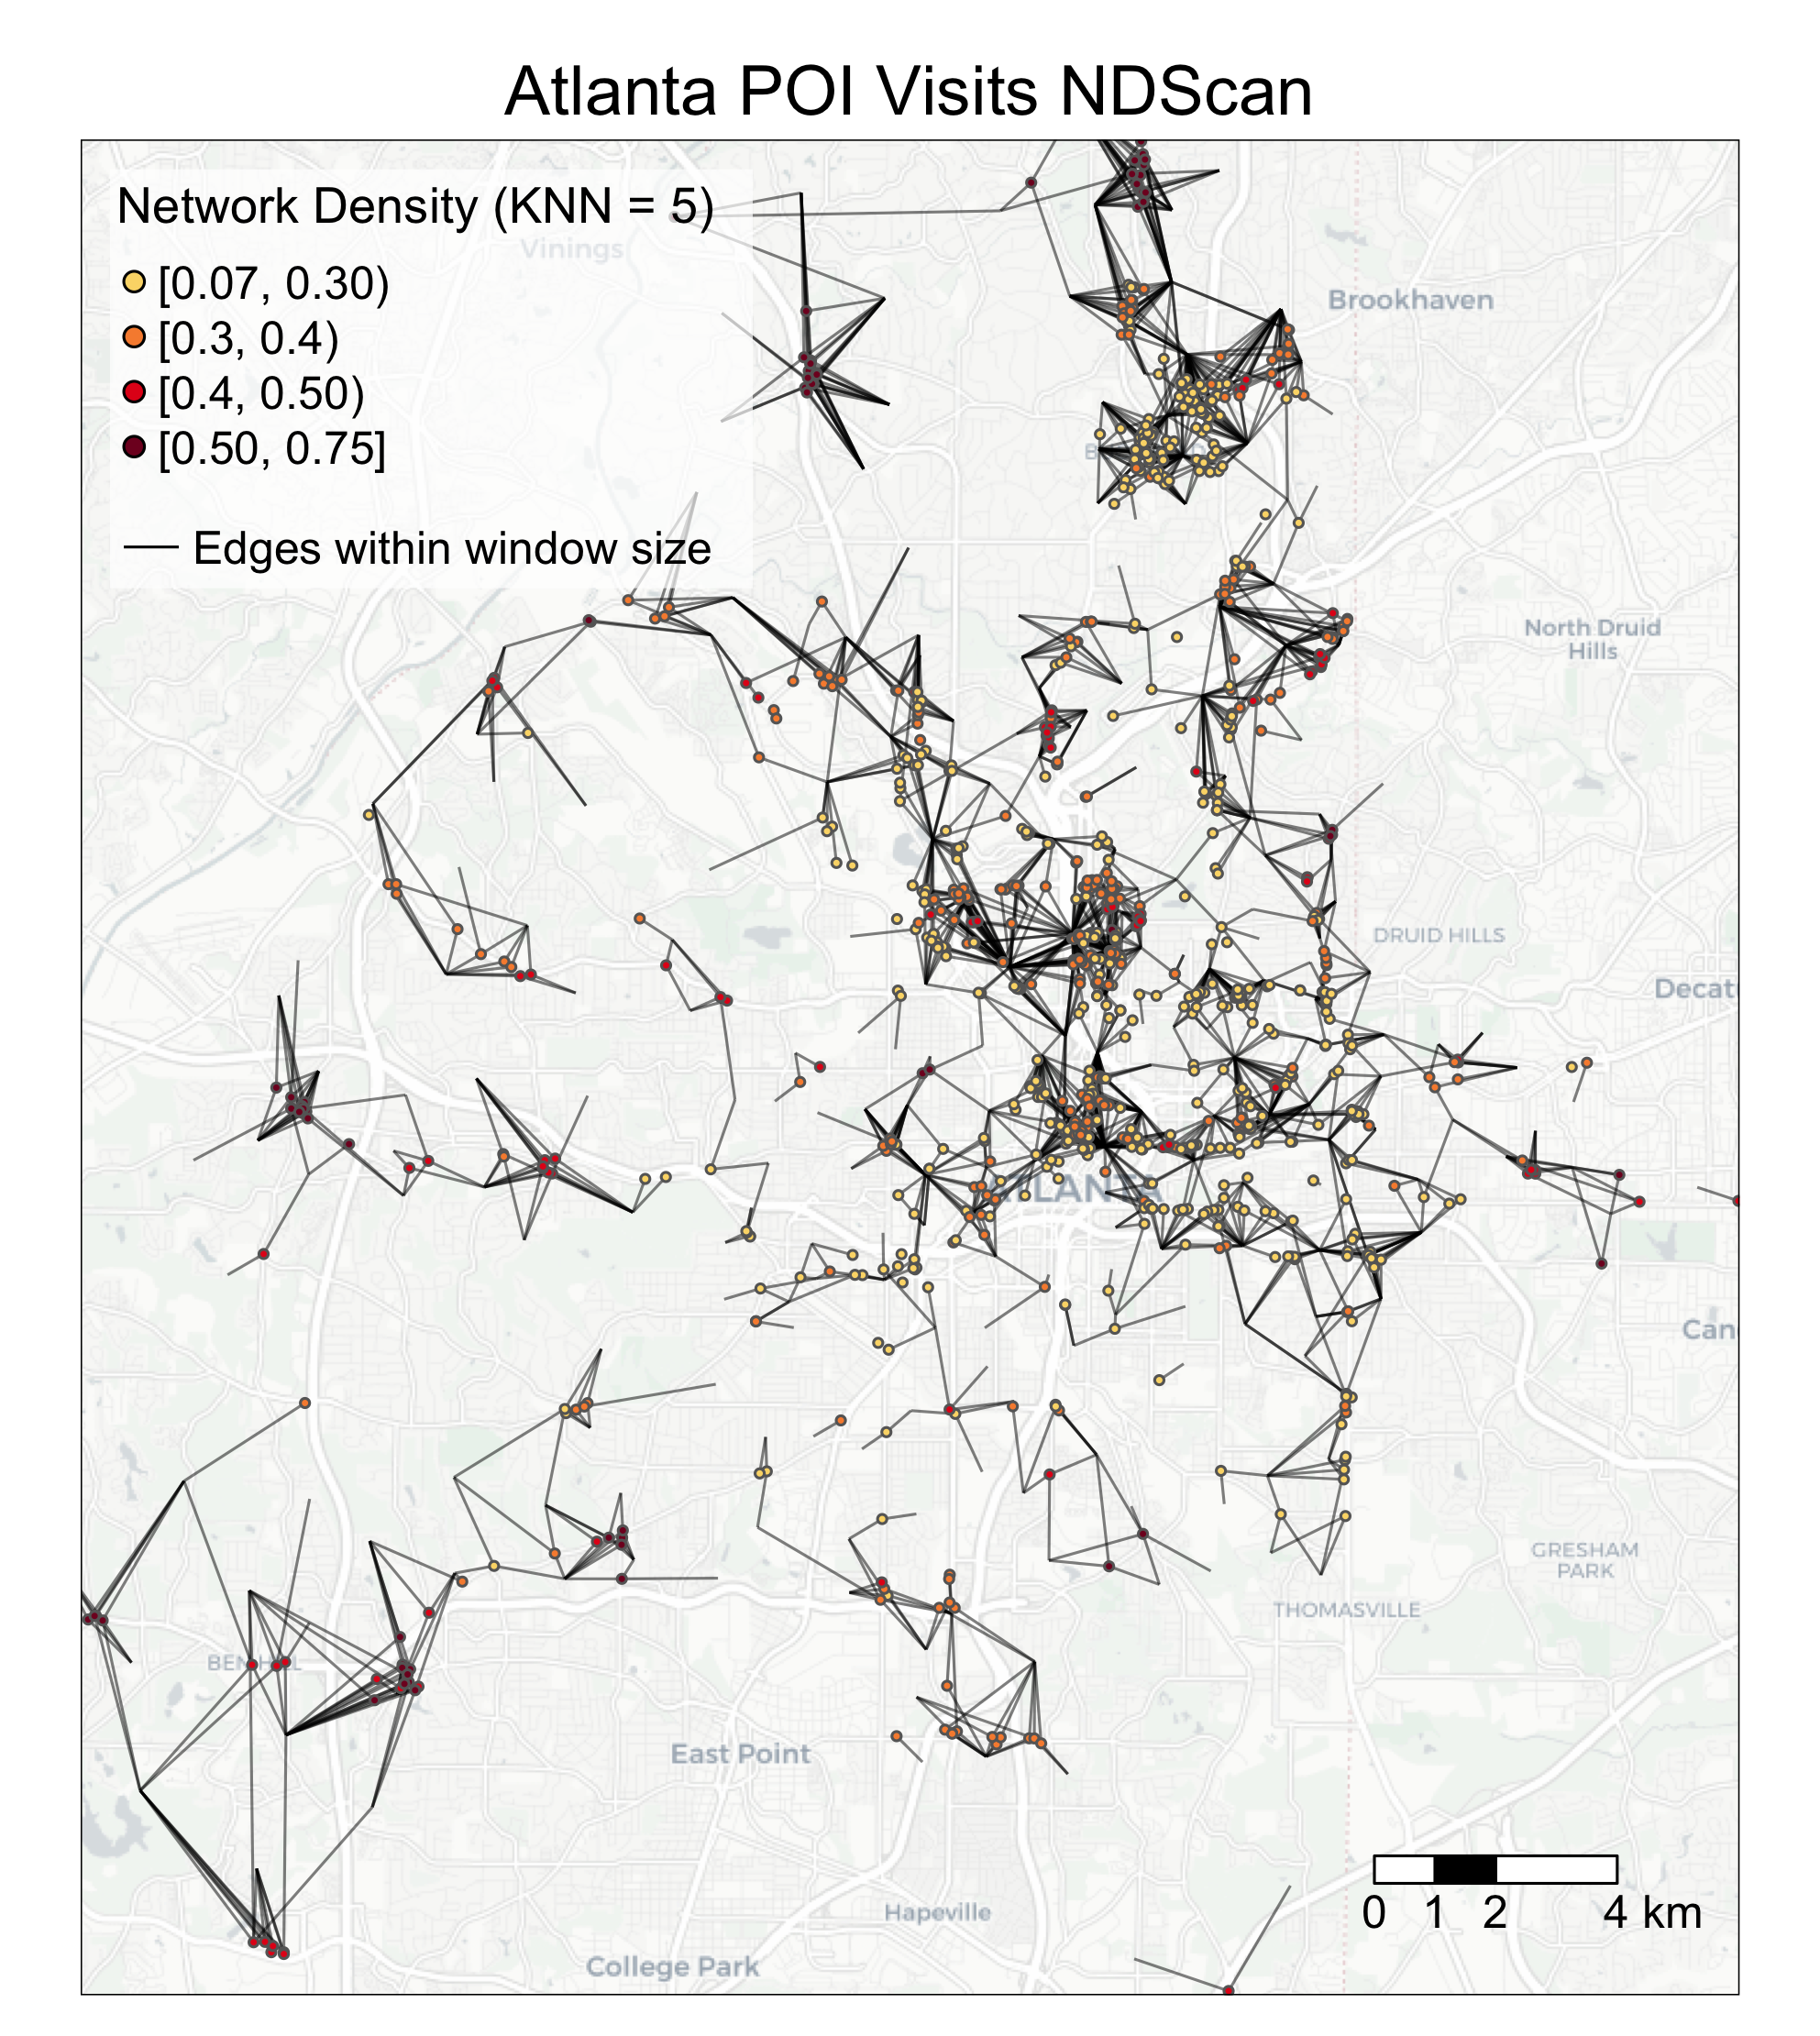 Atlanta POI Visits NDScan
Network Density (KNN = 5)
Vinings
[0.07, 0.30)
[0.3, 0.4)
[0.4, 0.50)
[0.50, 0.75]
Edges within window size
Brookhaven
North Druid
Hills
DRUID HILLS
Decat
ATLANTA
Can
GRESHAM
PARK
THOMASVILLE
BEN HILL
East Point
Hapeville
College Park
0 1 2 4 km